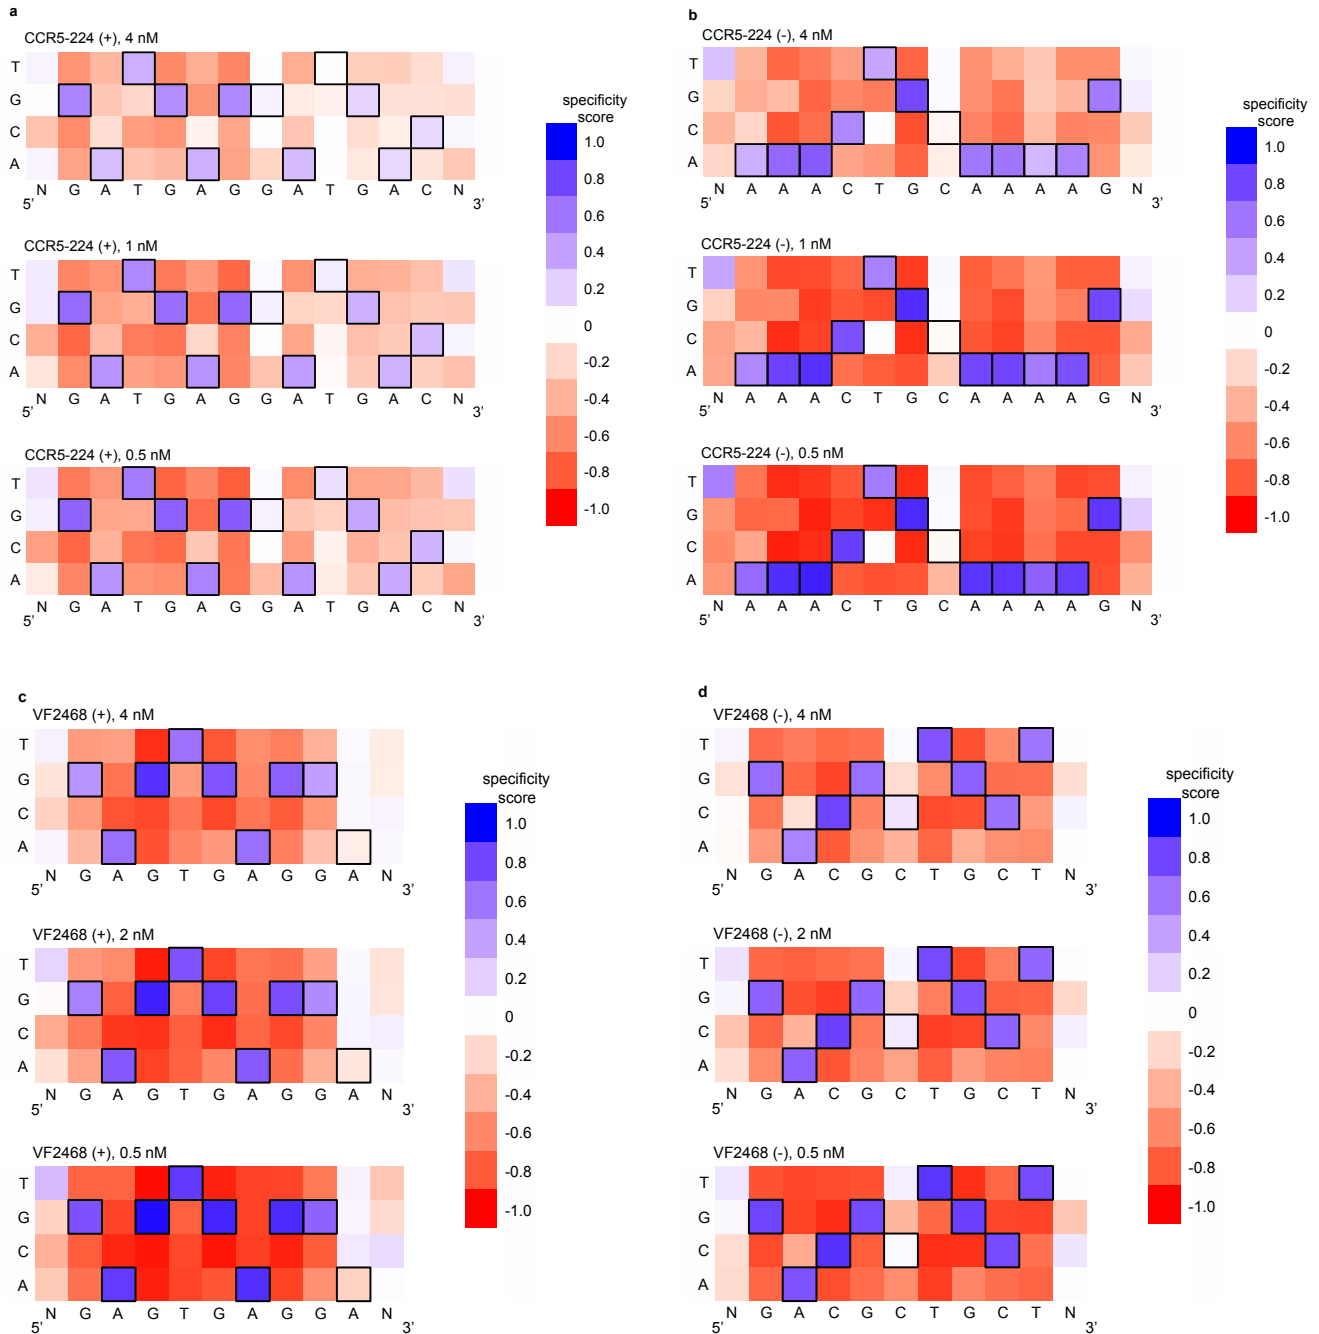 a
CCR5-224 (+), 4 nM
T
G
C
A
N G A T G A G G A T G A C N
5’ 3’
CCR5-224 (+), 1 nM
T
G
C
A
N G A T G A G G A T G A C N
5’ 3’
CCR5-224 (+), 0.5 nM
T
G
C
A
N G A T G A G G A T G A C N
5’ 3’
specificity
score
1.0
0.8
0.6
0.4
0.2
0
-0.2
-0.4
-0.6
-0.8
-1.0
b
CCR5-224 (-), 4 nM
T
G
C
A
N A A A C T G C A A A A G N
5’ 3’
CCR5-224 (-), 1 nM
T
G
C
A
N A A A C T G C A A A A G N
5’ 3’
CCR5-224 (-), 0.5 nM
T
G
C
A
N A A A C T G C A A A A G N
5’ 3’
specificity
score
1.0
0.8
0.6
0.4
0.2
0
-0.2
-0.4
-0.6
-0.8
-1.0
c
VF2468 (+), 4 nM
T
G
C
A
N G A G T G A G G A N
5’ 3’
VF2468 (+), 2 nM
T
G
C
A
N G A G T G A G G A N
5’ 3’
VF2468 (+), 0.5 nM
T
G
C
A
N G A G T G A G G A N
5’ 3’
specificity
score
1.0
0.8
0.6
0.4
0.2
0
-0.2
-0.4
-0.6
-0.8
-1.0
d
VF2468 (-), 4 nM
T
G
C
A
N G A C G C T G C T N
5’ 3’
VF2468 (-), 2 nM
T
G
C
A
N G A C G C T G C T N
5’ 3’
VF2468 (-), 0.5 nM
T
G
C
A
N G A C G C T G C T N
5’ 3’
specificity
score
1.0
0.8
0.6
0.4
0.2
0
-0.2
-0.4
-0.6
-0.8
-1.0